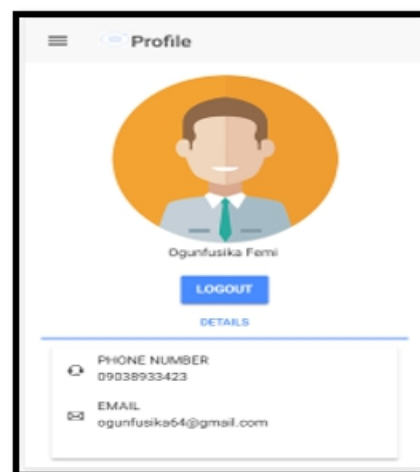 Profile
Ogunfusika Femi
LOGOUT
DETAILS
PHONE NUMBER
09038933423
EMAIL
ogunfusika64@gmail.com